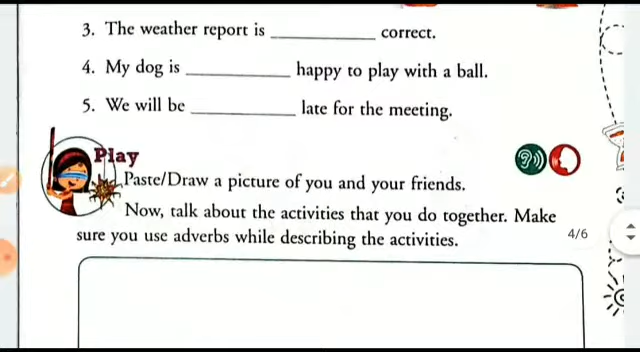 3. The weather report is ____________ correct.
4. My dog is ____________ happy to play with a ball.
5. We will be ____________ late for the meeting.
Play
Paste/Draw a picture of you and your friends.
Now, talk about the activities that you do together. Make
sure you use adverbs while describing the activities.
4/6